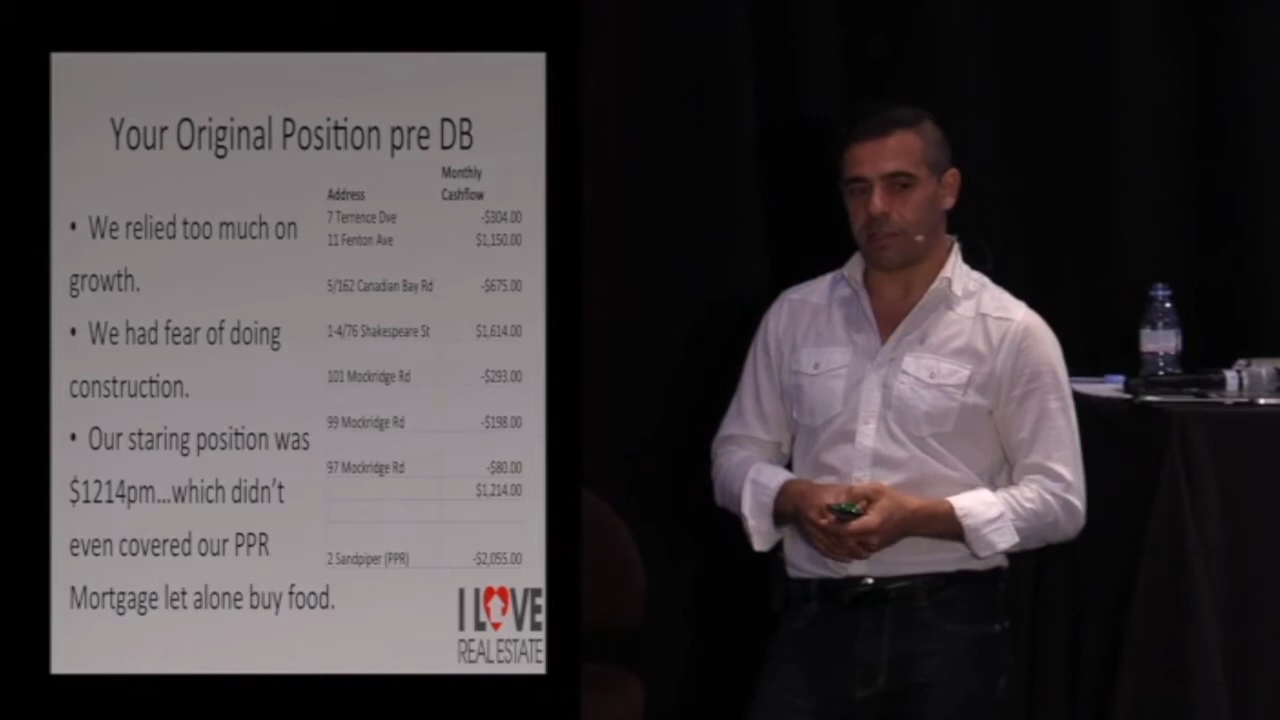 Your Original Position pre DB
Monthly
Address Cashflow
7 Terrence Dve -$304.00
11 Fenton Ave $1,150.00
5/162 Canadian Bay Rd -$675.00
1-4/76 Shakespeare St $1,614.00
101 Mockridge Rd -$293.00
99 Mockridge Rd -$198.00
97 Mockridge Rd -$80.00
$1,214.00
2 Sandpiper (PPR) -$2,055.00
• We relied too much on
growth.
• We had fear of doing
construction.
• Our staring position was
$1214pm...which didn't
even covered our PPR
Mortgage let alone buy food.
I LOVE
REAL ESTATE